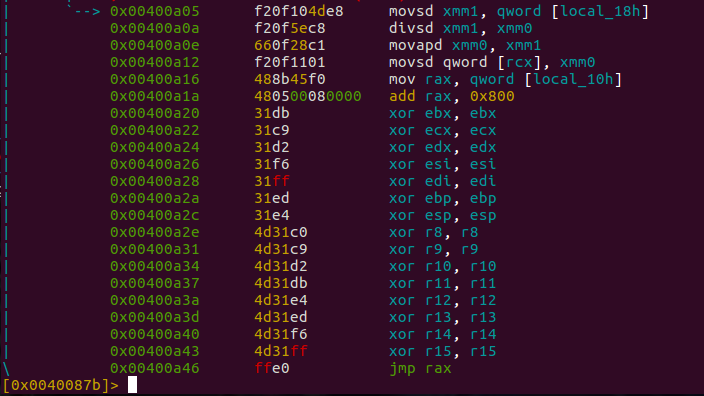 `--> 0x00400a05 f20f104de8 movsd xmm1, qword [local_18h]
| 0x00400a0a f20f5ec8 divsd xmm1, xmm0
| 0x00400a0e 660f28c1 movapd xmm0, xmm1
| 0x00400a12 f20f1101 movsd qword [rcx], xmm0
| 0x00400a16 488b45f0 mov rax, qword [local_10h]
| 0x00400a1a 480500080000 add rax, 0x800
| 0x00400a20 31db xor ebx, ebx
| 0x00400a22 31c9 xor ecx, ecx
| 0x00400a24 31d2 xor edx, edx
| 0x00400a26 31f6 xor esi, esi
| 0x00400a28 31ff xor edi, edi
| 0x00400a2a 31ed xor ebp, ebp
| 0x00400a2c 31e4 xor esp, esp
| 0x00400a2e 4d31c0 xor r8, r8
| 0x00400a31 4d31c9 xor r9, r9
| 0x00400a34 4d31d2 xor r10, r10
| 0x00400a37 4d31db xor r11, r11
| 0x00400a3a 4d31e4 xor r12, r12
| 0x00400a3d 4d31ed xor r13, r13
| 0x00400a40 4d31f6 xor r14, r14
| 0x00400a43 4d31ff xor r15, r15
\ 0x00400a46 ffe0 jmp rax
[0x0040087b]>